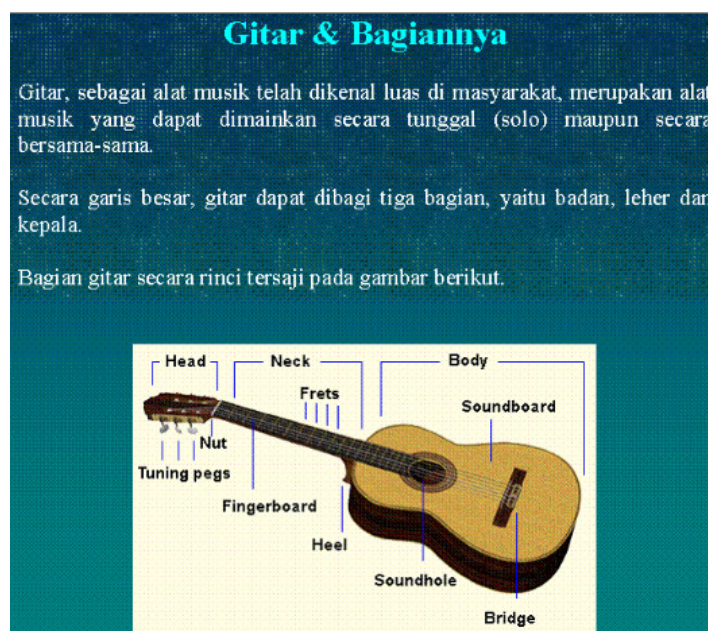 Gitar & Bagiannya
Gitar, sebagai alat musik telah dikenal luas di masyarakat, merupakan alat
musik yang dapat dimainkan secara tunggal (solo) maupun secara
bersama-sama.
Secara garis besar, gitar dapat dibagi tiga bagian, yaitu badan, leher dan
kepala.
Bagian gitar secara rinci tersaji pada gambar berikut.
Head
Neck
Body
Frets
Soundboard
Nut
Tuning pegs
Fingerboard
Heel
Soundhole
Bridge